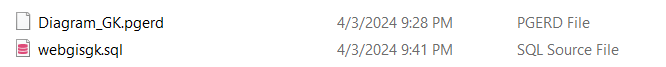 Diagram_GK.pgerd 4/3/2024 9:28 PM PGERD File
webgisgk.sql 4/3/2024 9:41 PM SQL Source File